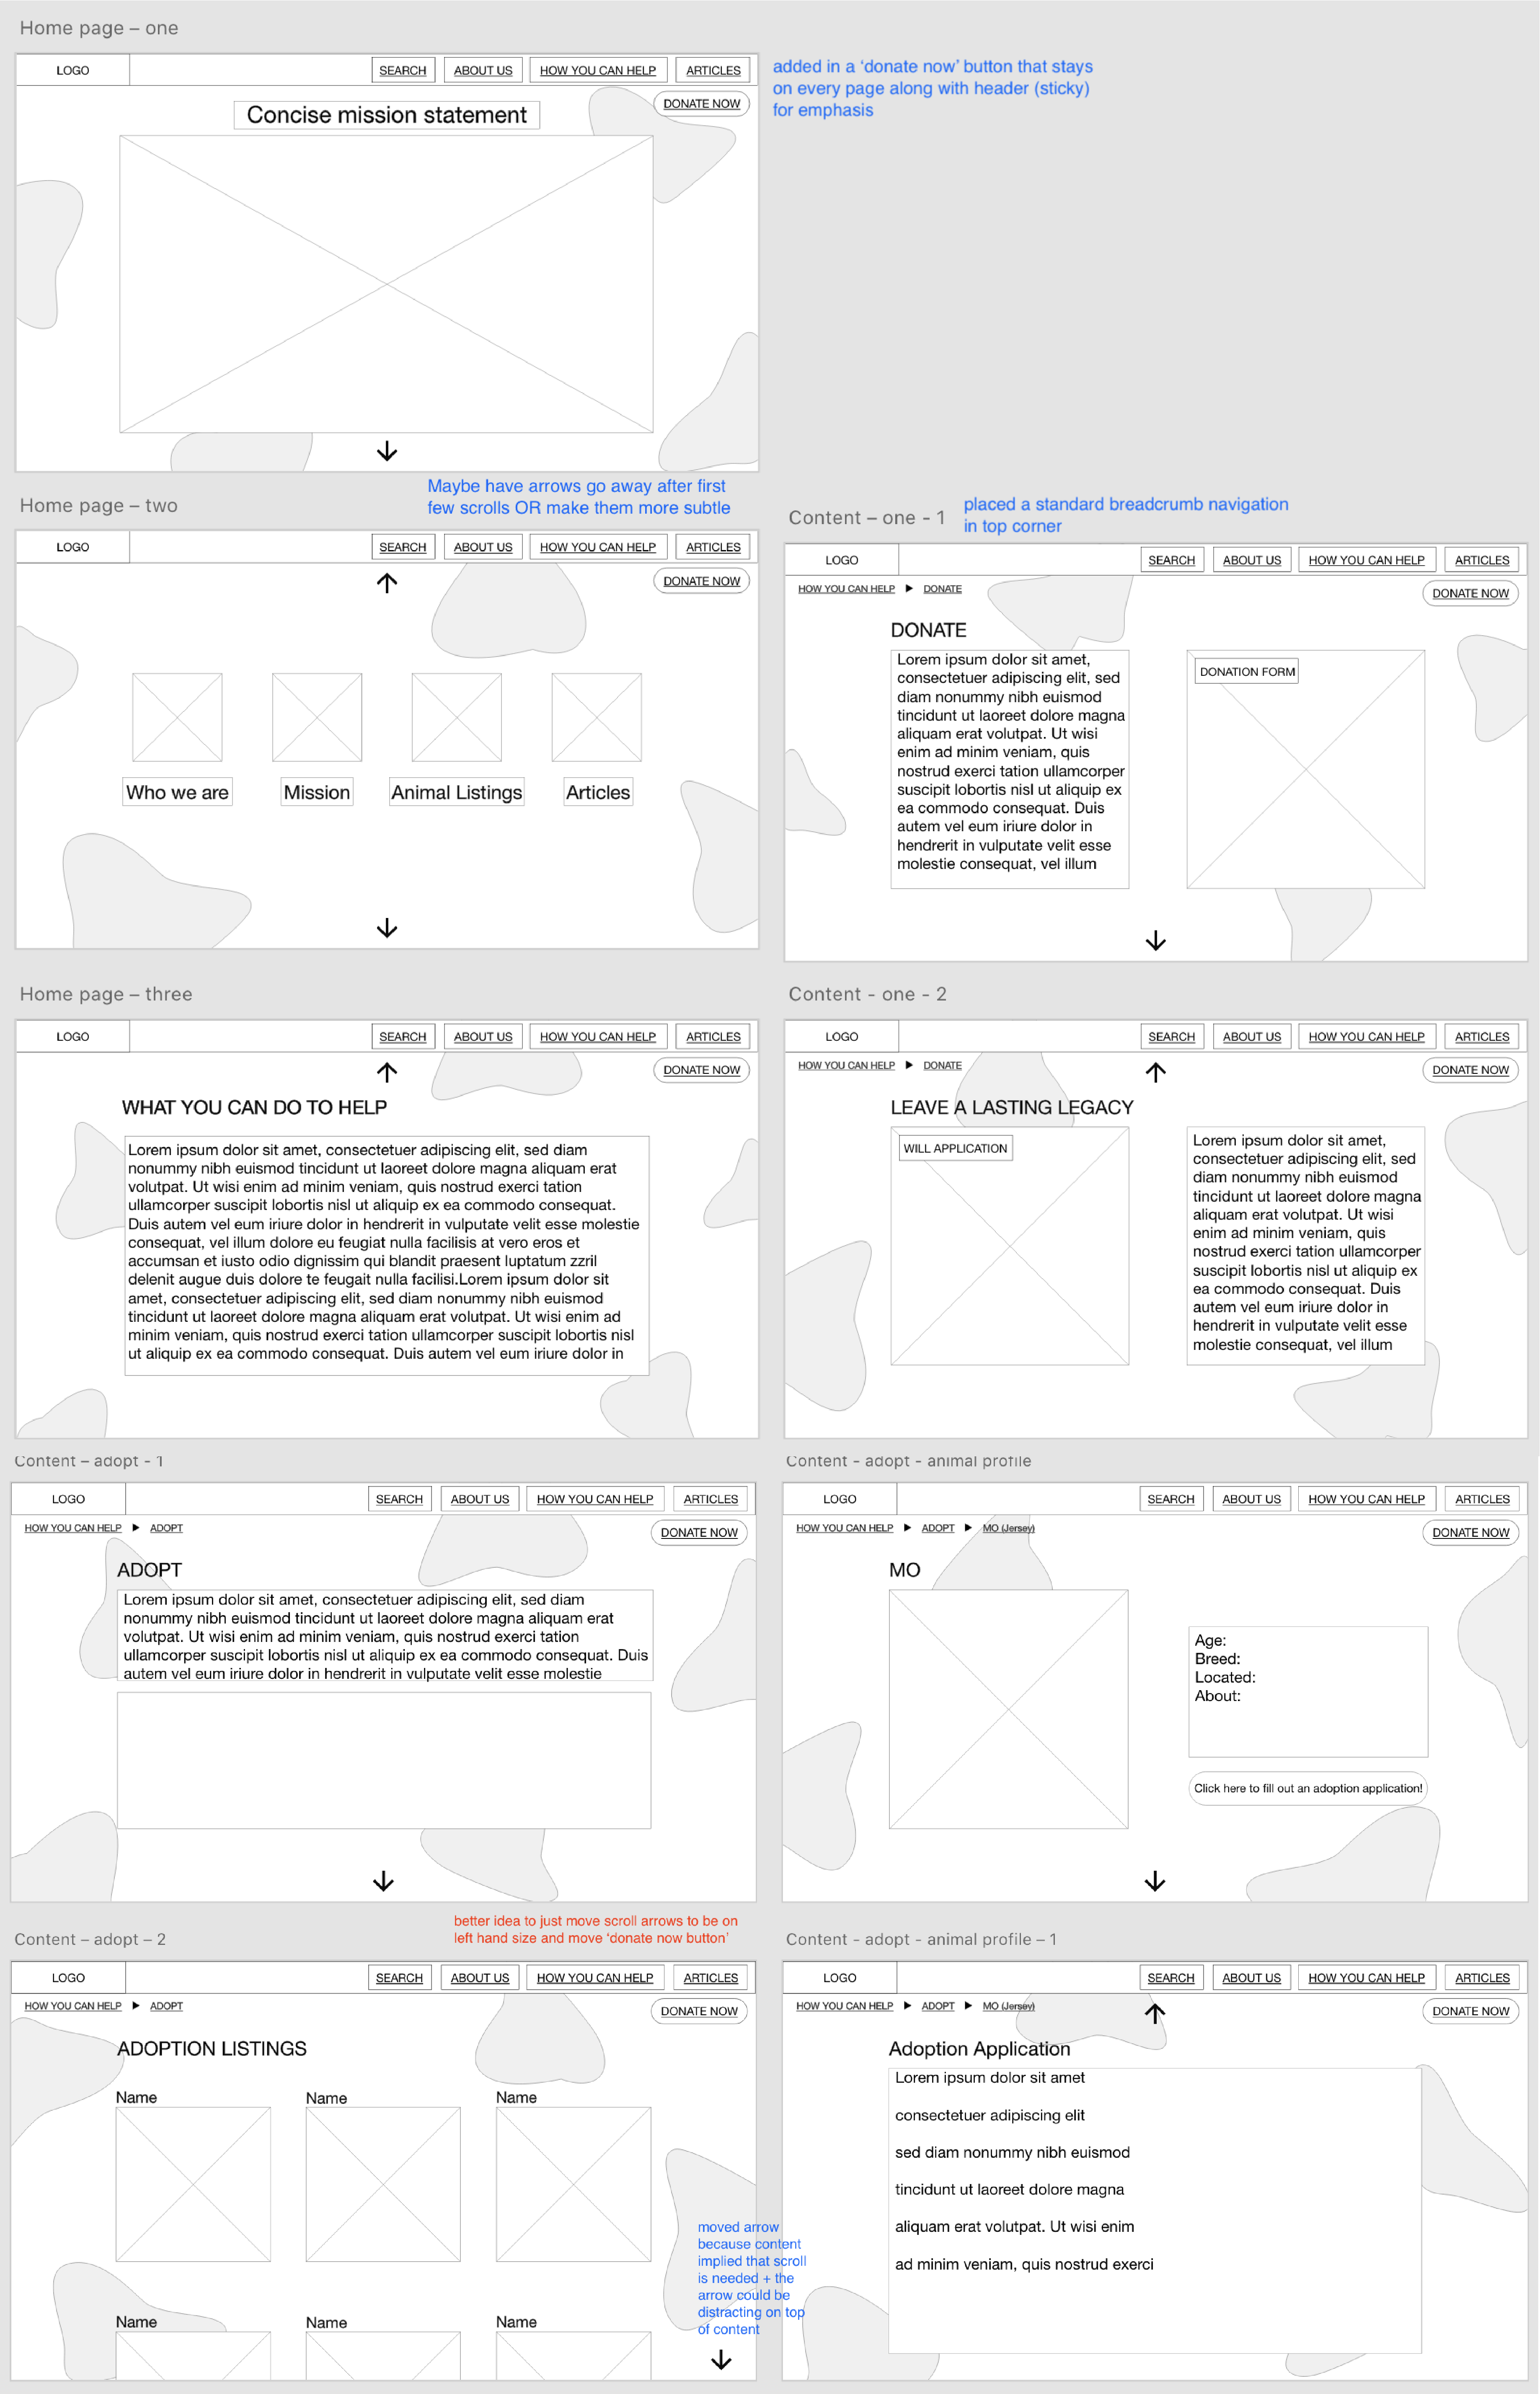 Home page – one
LOGO
SEARCH
ABOUT US
HOW YOU CAN HELP
ARTICLES
DONATE NOW
Concise mission statement
added in a ‘donate now’ button that stays
on every page along with header (sticky)
for emphasis
Maybe have arrows go away after first
few scrolls OR make them more subtle
Home page – two
LOGO
SEARCH
ABOUT US
HOW YOU CAN HELP
ARTICLES
DONATE NOW
Who we are
Mission
Animal Listings
Articles
placed a standard breadcrumb navigation
in top corner
Content – one - 1
LOGO
SEARCH
ABOUT US
HOW YOU CAN HELP
ARTICLES
HOW YOU CAN HELP ▶ DONATE
DONATE NOW
DONATE
Lorem ipsum dolor sit amet,
consectetuer adipiscing elit, sed
diam nonummy nibh euismod
tincidunt ut laoreet dolore magna
aliquam erat volutpat. Ut wisi
enim ad minim veniam, quis
nostrud exerci tation ullamcorper
suscipit lobortis nisl ut aliquip ex
ea commodo consequat. Duis
autem vel eum iriure dolor in
hendrerit in vulputate velit esse
molestie consequat, vel illum
DONATION FORM
Home page – three
LOGO
SEARCH
ABOUT US
HOW YOU CAN HELP
ARTICLES
DONATE NOW
WHAT YOU CAN DO TO HELP
Lorem ipsum dolor sit amet, consectetuer adipiscing elit, sed diam
nonummy nibh euismod tincidunt ut laoreet dolore magna aliquam erat
volutpat. Ut wisi enim ad minim veniam, quis nostrud exerci tation
ullamcorper suscipit lobortis nisl ut aliquip ex ea commodo consequat.
Duis autem vel eum iriure dolor in hendrerit in vulputate velit esse molestie
consequat, vel illum dolore eu feugiat nulla facilisis at vero eros et
accumsan et iusto odio dignissim qui blandit praesent luptatum zzril
delenit augue duis dolore te feugait nulla facilisi.Lorem ipsum dolor sit
amet, consectetuer adipiscing elit, sed diam nonummy nibh euismod
tincidunt ut laoreet dolore magna aliquam erat volutpat. Ut wisi enim ad
minim veniam, quis nostrud exerci tation ullamcorper suscipit lobortis nisl
ut aliquip ex ea commodo consequat. Duis autem vel eum iriure dolor in
Content - one - 2
LOGO
SEARCH
ABOUT US
HOW YOU CAN HELP
ARTICLES
HOW YOU CAN HELP ▶ DONATE
DONATE NOW
LEAVE A LASTING LEGACY
WILL APPLICATION
Lorem ipsum dolor sit amet,
consectetuer adipiscing elit, sed
diam nonummy nibh euismod
tincidunt ut laoreet dolore magna
aliquam erat volutpat. Ut wisi
enim ad minim veniam, quis
nostrud exerci tation ullamcorper
suscipit lobortis nisl ut aliquip ex
ea commodo consequat. Duis
autem vel eum iriure dolor in
hendrerit in vulputate velit esse
molestie consequat, vel illum
Content – adopt - 1
LOGO
SEARCH
ABOUT US
HOW YOU CAN HELP
ARTICLES
HOW YOU CAN HELP ▶ ADOPT
DONATE NOW
ADOPT
Lorem ipsum dolor sit amet, consectetuer adipiscing elit, sed diam
nonummy nibh euismod tincidunt ut laoreet dolore magna aliquam erat
volutpat. Ut wisi enim ad minim veniam, quis nostrud exerci tation
ullamcorper suscipit lobortis nisl ut aliquip ex ea commodo consequat. Duis
autem vel eum iriure dolor in hendrerit in vulputate velit esse molestie
Content - adopt - animal profile
LOGO
SEARCH
ABOUT US
HOW YOU CAN HELP
ARTICLES
HOW YOU CAN HELP ▶ ADOPT ▶ MO (Jersey)
DONATE NOW
MO
Age:
Breed:
Located:
About:
Click here to fill out an adoption application!
better idea to just move scroll arrows to be on
left hand size and move ‘donate now button’
Content – adopt – 2
LOGO
SEARCH
ABOUT US
HOW YOU CAN HELP
ARTICLES
HOW YOU CAN HELP ▶ ADOPT
DONATE NOW
ADOPTION LISTINGS
Name
Name
Name
Name
Name
Name
moved arrow
because content
implied that scroll
is needed + the
arrow could be
distracting on top
of content
Content - adopt - animal profile – 1
LOGO
SEARCH
ABOUT US
HOW YOU CAN HELP
ARTICLES
HOW YOU CAN HELP ▶ ADOPT ▶ MO (Jersey)
DONATE NOW
Adoption Application
Lorem ipsum dolor sit amet
consectetuer adipiscing elit
sed diam nonummy nibh euismod
tincidunt ut laoreet dolore magna
aliquam erat volutpat. Ut wisi enim
ad minim veniam, quis nostrud exerci